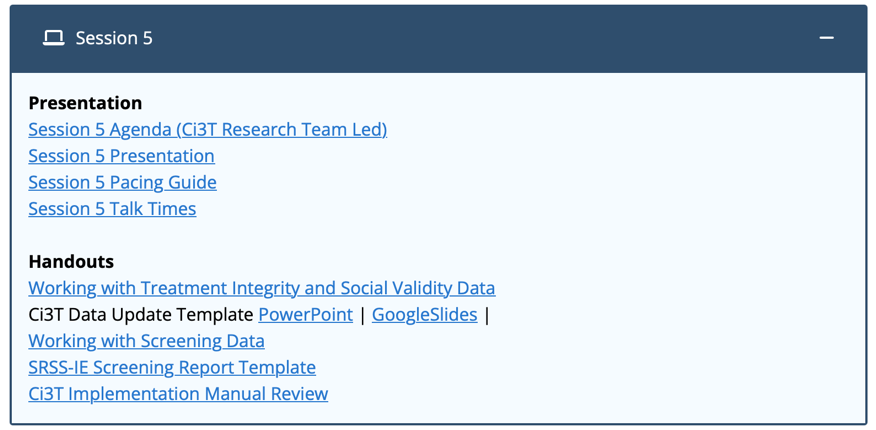 Session 5
Presentation
Session 5 Agenda (Ci3T Research Team Led)
Session 5 Presentation
Session 5 Pacing Guide
Session 5 Talk Times
Handouts
Working with Treatment Integrity and Social Validity Data
Ci3T Data Update Template PowerPoint | GoogleSlides |
Working with Screening Data
SRSS-IE Screening Report Template
Ci3T Implementation Manual Review